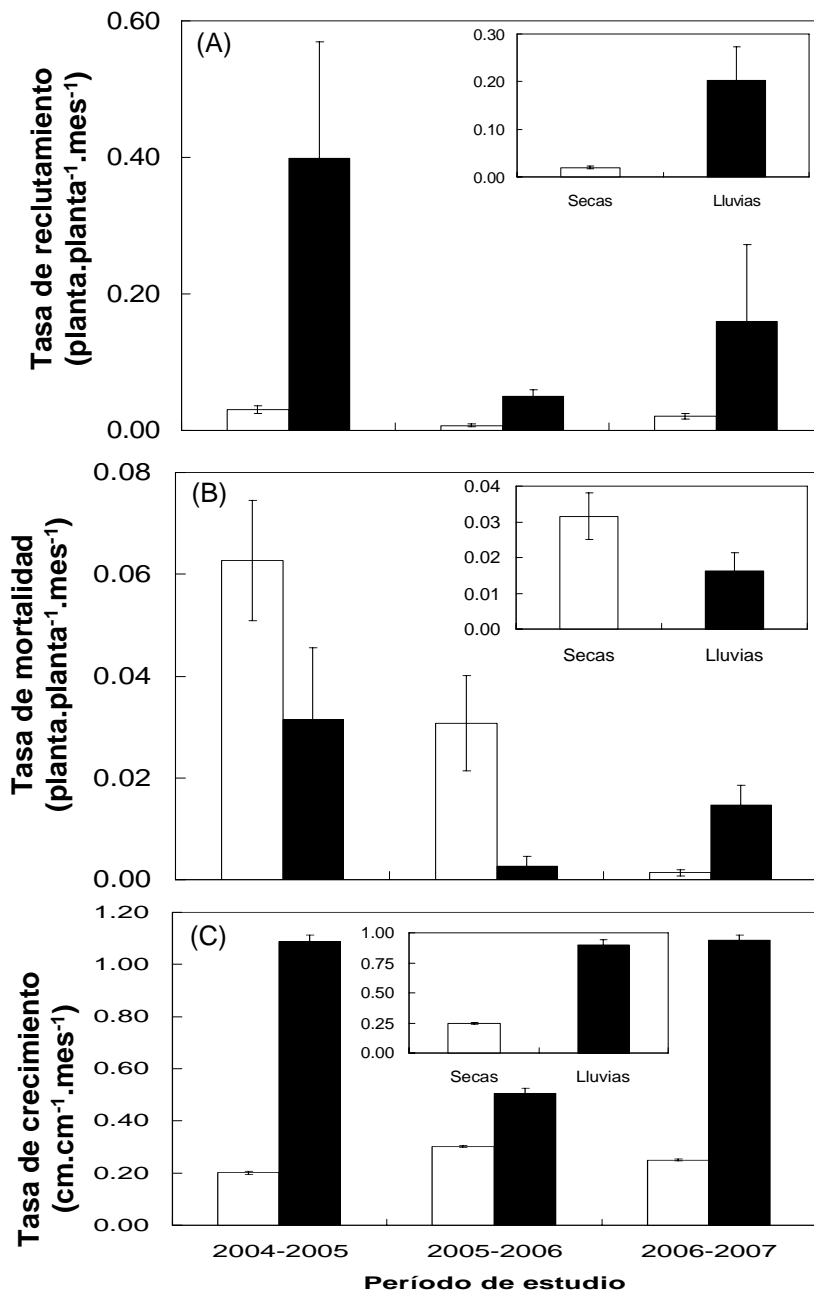 (A)
Tasa de reclutamiento
(planta.planta⁻¹.mes⁻¹)
0.60
0.40
0.20
0.00
0.30
0.20
0.10
0.00
Secas Lluvias
(B)
Tasa de mortalidad
(planta.planta⁻¹.mes⁻¹)
0.08
0.06
0.04
0.02
0.00
0.04
0.03
0.02
0.01
0.00
Secas Lluvias
(C)
Tasa de crecimiento
(cm.cm⁻¹.mes⁻¹)
1.20
1.00
0.80
0.60
0.40
0.20
0.00
1.00
0.75
0.50
0.25
0.00
Secas Lluvias
2004-2005 2005-2006 2006-2007
Período de estudio